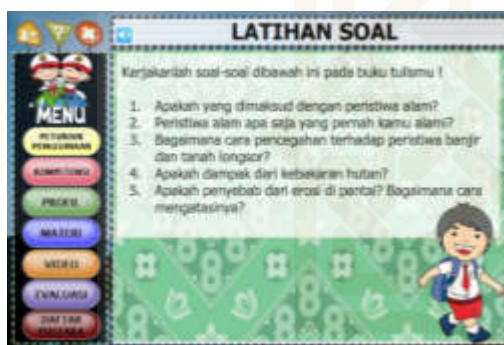 LATIHAN SOAL
Kerjakanlah soal-soal dibawah ini pada buku tulismu !
1. Apakah yang dimaksud dengan peristiwa alam?
2. Peristiwa alam apa saja yang pernah kamu alami?
3. Bagaimana cara pencegahan terhadap peristiwa banjir
dan tanah longsor?
4. Apakah dampak dari kebakaran hutan?
5. Apakah penyebab dari erosi di pantai? Bagaimana cara
mengatasinya?
MENU
PETUNJUK
PENGGUNAAN
KOMPETENSI
PROFIL
MATERI
VIDEO
EVALUASI
DAFTAR
PUSTAKA